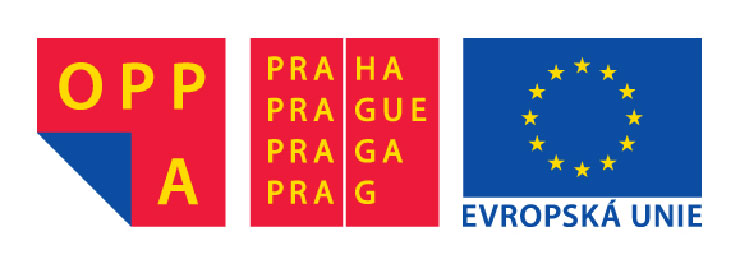 OPP
A
PRA HA
PRA GUE
PRA GA
PRA G
EVROPSKÁ UNIE